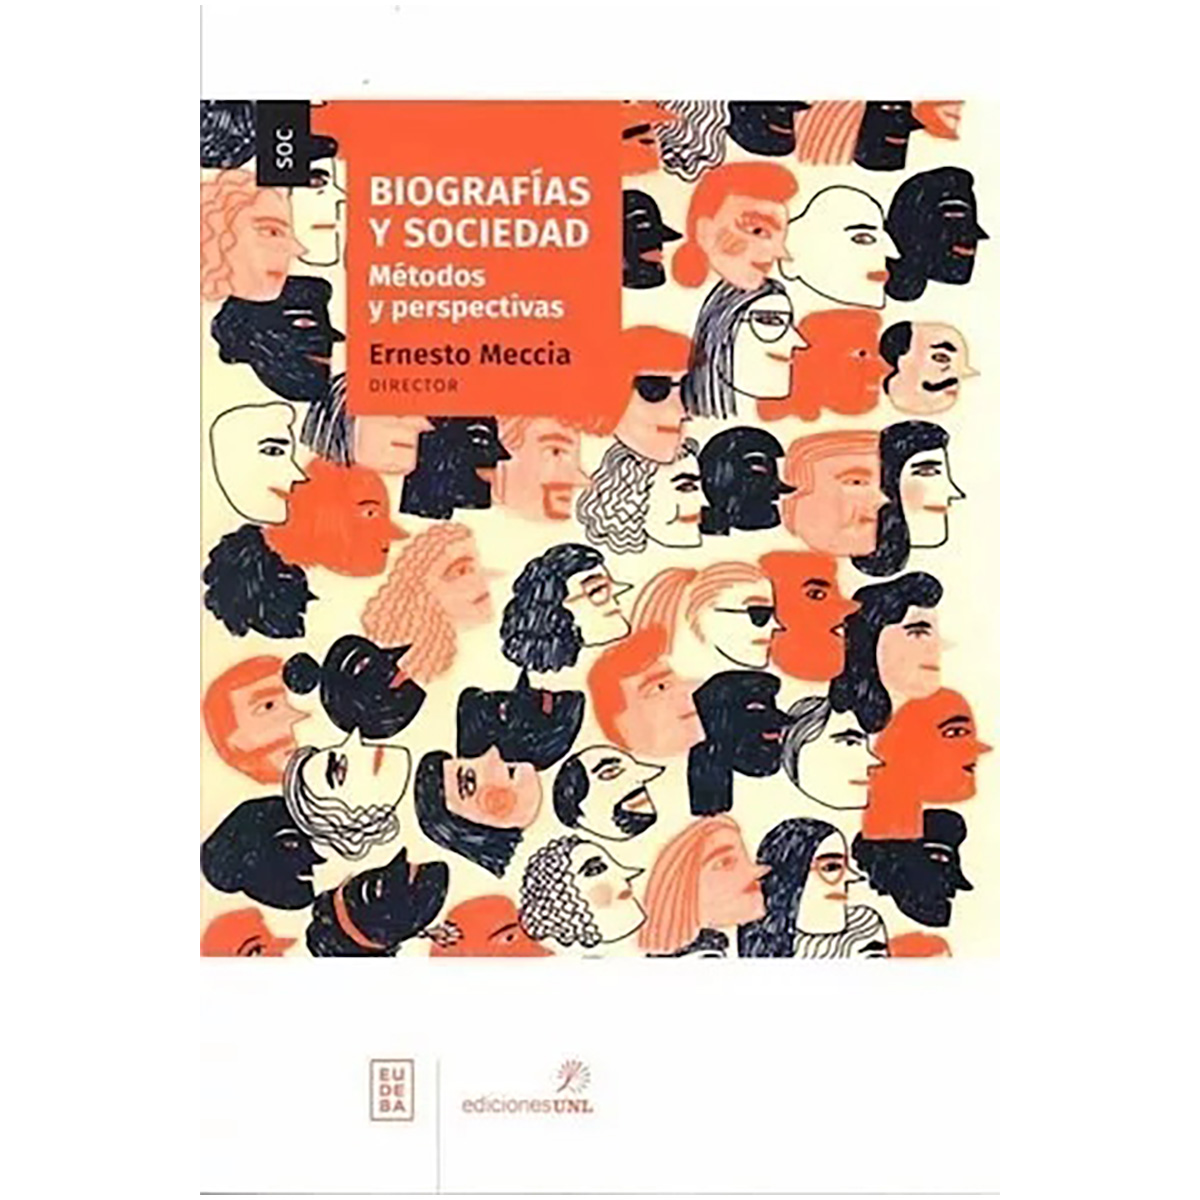 SOC
BIOGRAFÍAS
Y SOCIEDAD
Métodos
y perspectivas
Ernesto Meccia
DIRECTOR
EU
DE
BA
edicionesUNL